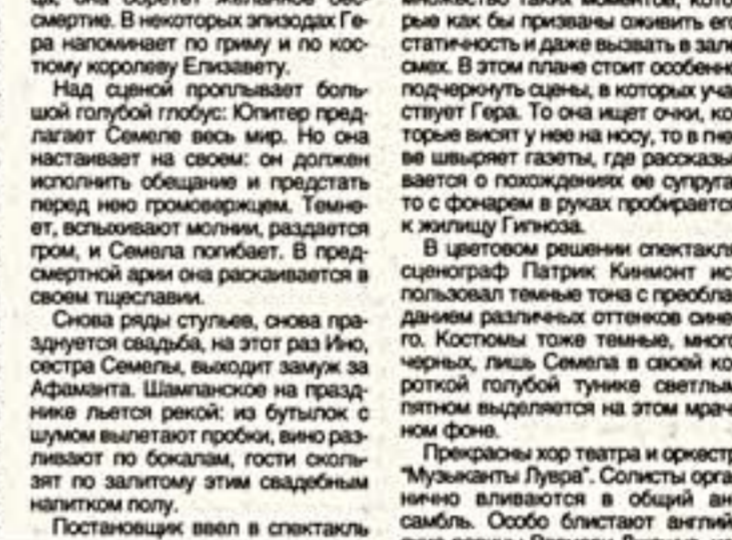 смертие. В некоторых эпизодах Ге-
ра напоминает по гриму и по кос-
тюму королеву Елизавету.
Над сценой проплывает боль-
шой голубой глобус: Юпитер пред-
лагает Семеле весь мир. Но она
настаивает на своем: он должен
исполнить обещание и предстать
перед нею громовержцем. Темне-
ет, вспыхивают молнии, раздается
гром, и Семела погибает. В пред-
смертной арии она раскаивается в
своем тщеславии.
Снова ряды стульев, снова пра-
зднуется свадьба, на этот раз Ино,
сестра Семелы, выходит замуж за
Афаманта. Шампанское на празд-
нике льется рекой: из бутылок с
шумом вылетают пробки, вино раз-
ливают по бокалам, гости сколь-
зят по залитому этим свадебным
напитком полу.
Постановщик ввел в спектакль
множество таких моментов, кото-
рые как бы призваны оживить его
статичность и даже вызвать в зале
смех. В этом плане стоит особенно
подчеркнуть сцены, в которых уча-
ствует Гера. То она ищет очки, ко-
торые висят у нее на носу, то в гне-
ве швыряет газеты, где рассказы-
вается о похождениях ее супруга,
то с фонарем в руках пробирается
к жилищу Гипноза.
В цветовом решении спектакля
сценограф Патрик Кинмонт ис-
пользовал темные тона с преобла-
данием различных оттенков сине-
го. Костюмы тоже темные, много
черных, лишь Семела в своей ко-
роткой голубой тунике светлым
пятном выделяется на этом мрач-
ном фоне.
Прекрасны хор театра и оркестр
"Музыканты Лувра". Солисты орга-
нично вливаются в общий ан-
самбль. Особо блистают англий-